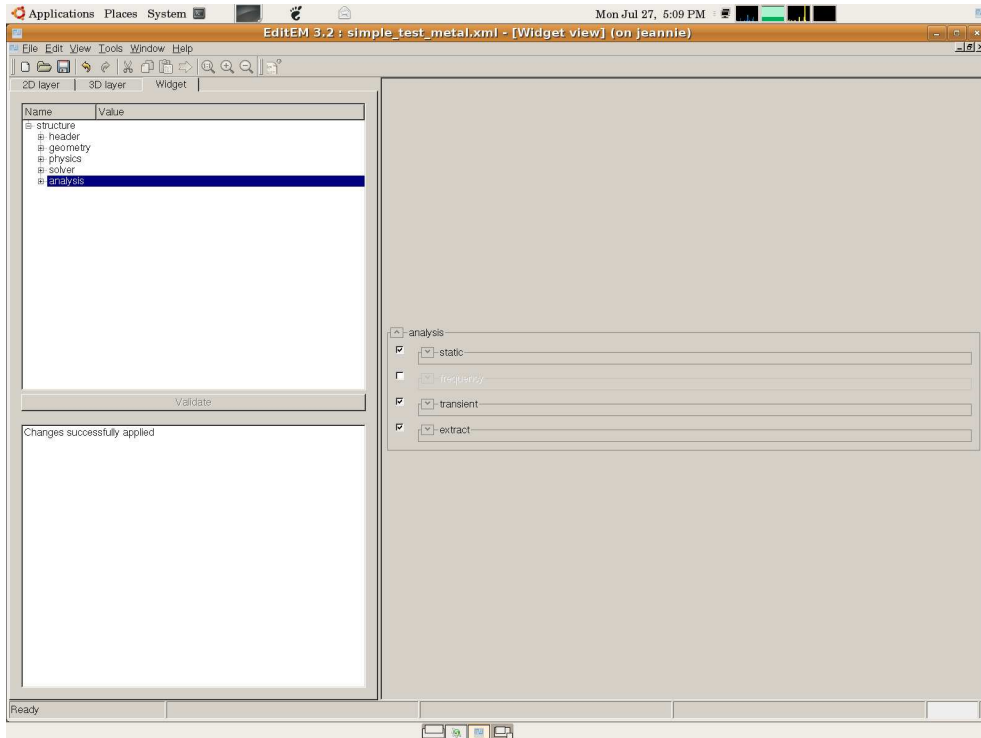 Applications Places System
Mon Jul 27, 5:09 PM
EditEM 3.2 : simple_test_metal.xml - [Widget view] (on jeannie)
File Edit View Tools Window Help
2D layer 3D layer Widget
Name Value
structure
header
geometry
physics
solver
analysis
Validate
Changes successfully applied
analysis
static
frequency
transient
extract
Ready